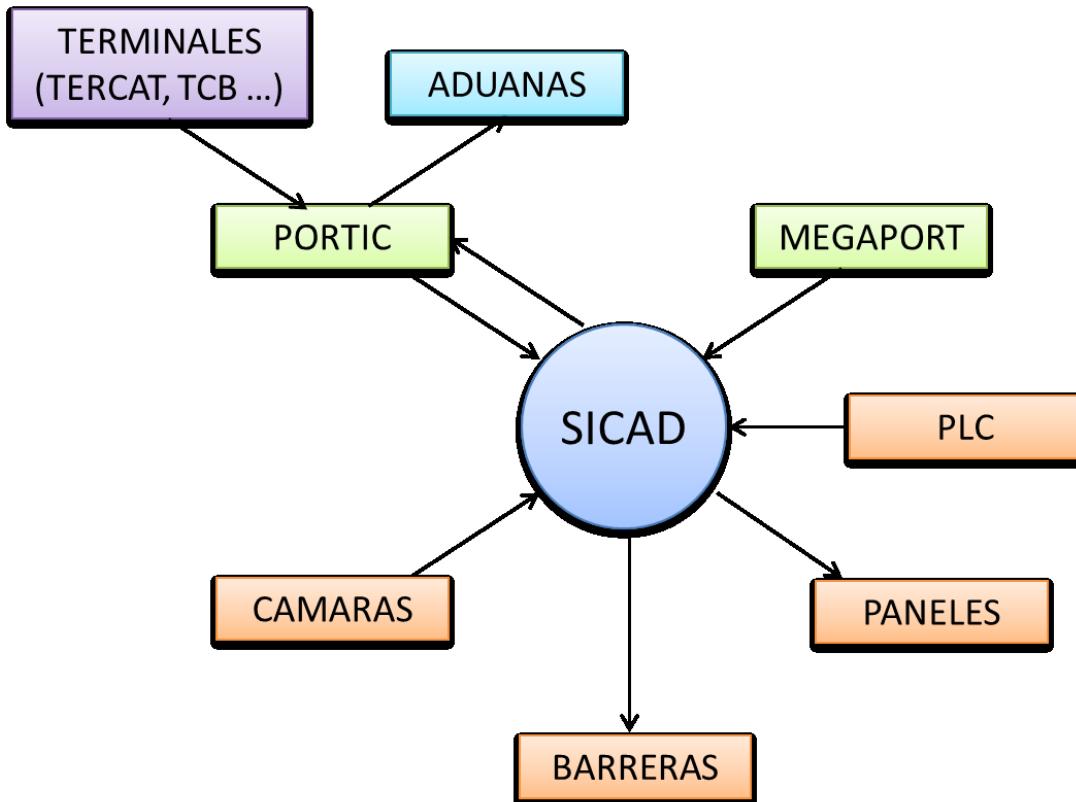 TERMINALES
(TERCAT, TCB ...)
ADUANAS
PORTIC
MEGAPORT
SICAD
PLC
CAMARAS
PANELES
BARRERAS